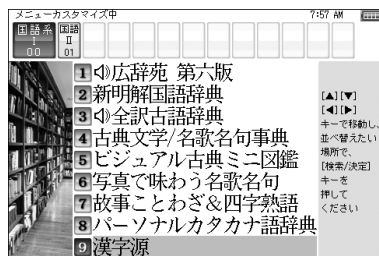 メニューカスタマイズ中 7:57 AM
国語系 I 00
国語 II 01
1 広辞苑 第六版
2 新明解国語辞典
3 全訳古語辞典
4 古典文学/名歌名句事典
5 ビジュアル古典ミニ図鑑
6 写真で味わう名歌名句
7 故事ことわざ&四字熟語
8 パーソナルカタカナ語辞典
9 漢字源
[▲][▼]
[◀][▶]
キーで移動し、
並べ替えたい
場所で、
[検索/決定]
キーを
押して
ください